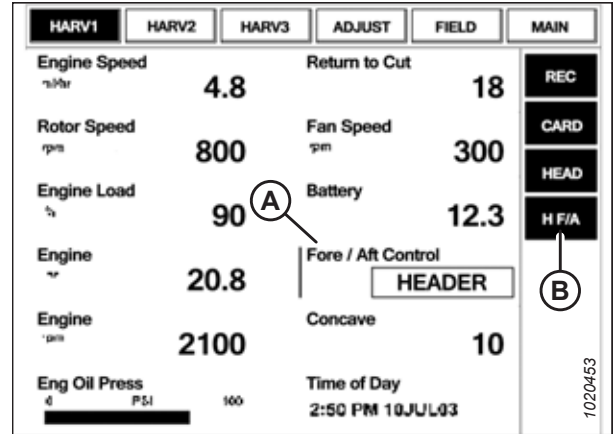 HARV1 HARV2 HARV3 ADJUST FIELD MAIN
Engine Speed Return to Cut
4.8 18
REC
Rotor Speed Fan Speed
rpm
800 300
CARD
HEAD
Engine Load Battery
%
90 12.3
A
H F/A
Engine Fore / Aft Control
20.8 HEADER
B
Engine Concave
rpm
2100 10
Eng Oil Press Time of Day
0 PSI 100
2:50 PM 10JUL03
1020453